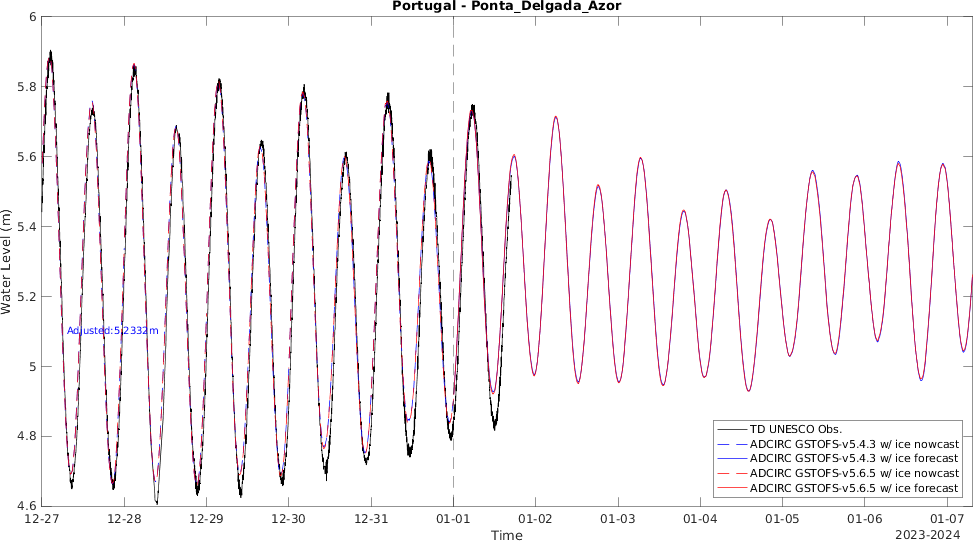 Portugal - Ponta_Delgada_Azor
6
5.8
5.6
5.4
5.2
5
4.8
4.6
Water Level (m)
Adjusted:5.2332m
TD UNESCO Obs.
ADCIRC GSTOFS-v5.4.3 w/ ice nowcast
ADCIRC GSTOFS-v5.4.3 w/ ice forecast
ADCIRC GSTOFS-v5.6.5 w/ ice nowcast
ADCIRC GSTOFS-v5.6.5 w/ ice forecast
12-27 12-28 12-29 12-30 12-31 01-01 01-02 01-03 01-04 01-05 01-06 01-07
Time
2023-2024